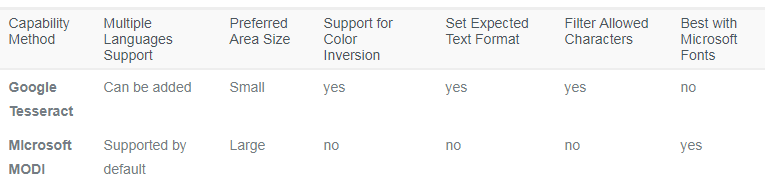 Capability Method Multiple Languages Support Preferred Area Size Support for Color Inversion Set Expected Text Format Filter Allowed Characters Best with Microsoft Fonts
Google Tesseract Can be added Small yes yes yes no
Microsoft MODI Supported by default Large no no no yes